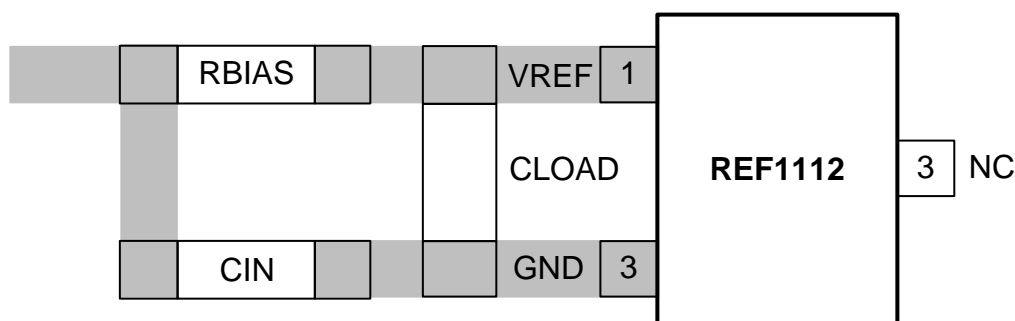 RBIAS VREF 1
CLOAD REF1112 3 NC
CIN GND 3